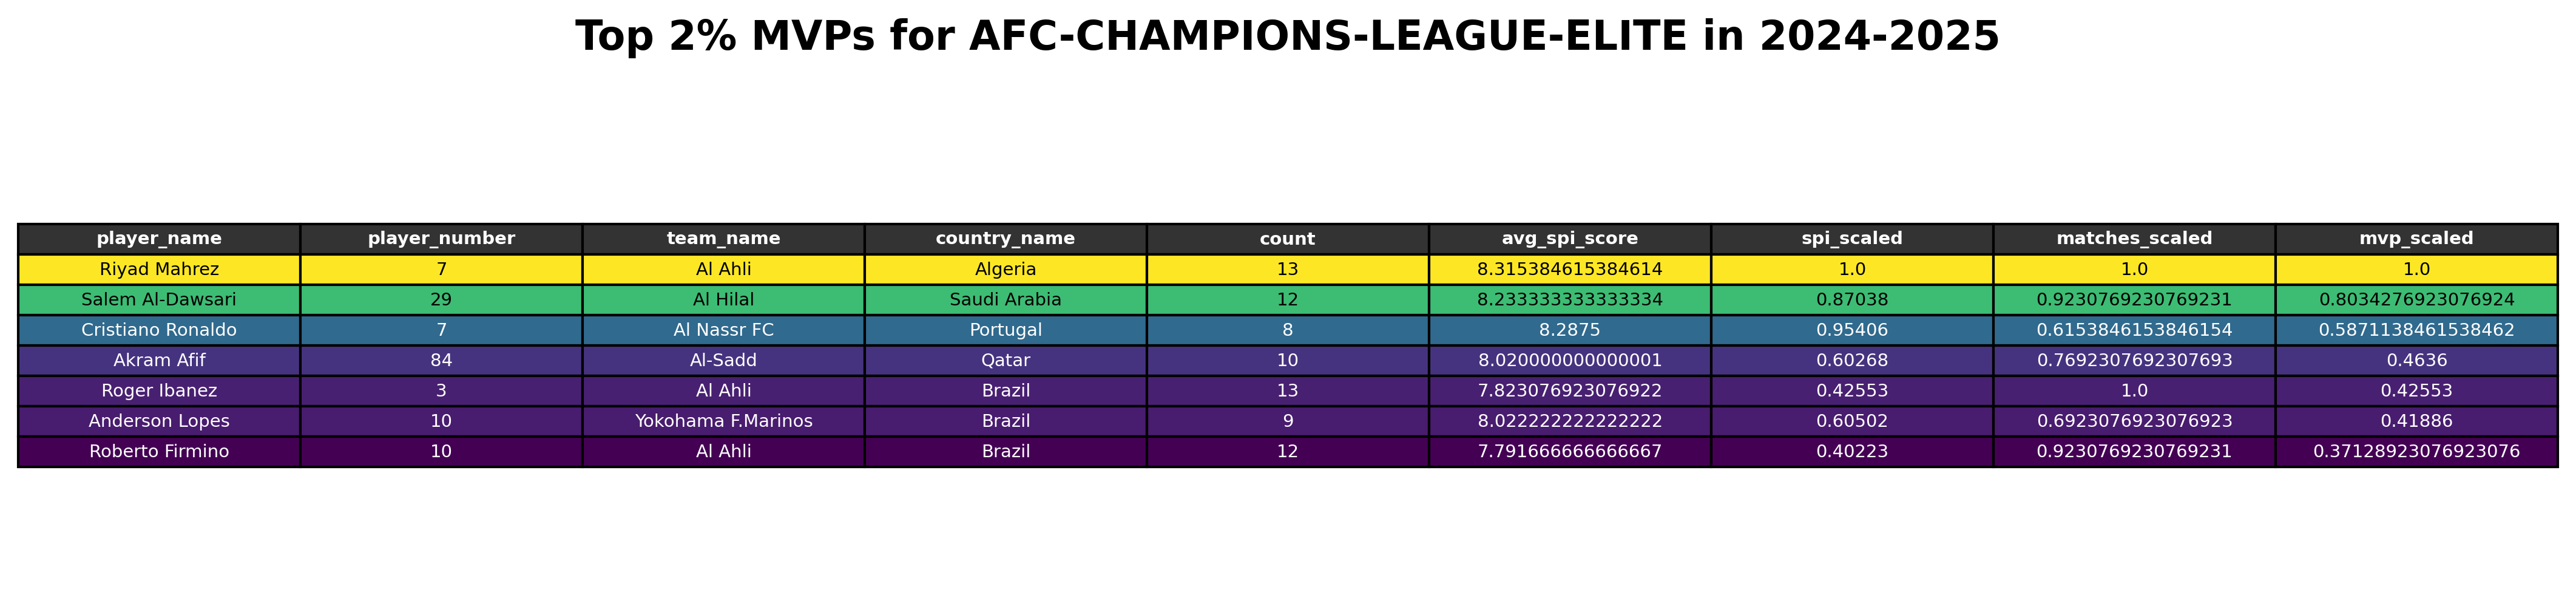 Top 2% MVPs for AFC-CHAMPIONS-LEAGUE-ELITE in 2024-2025
player_name player_number team_name country_name count avg_spi_score spi_scaled matches_scaled mvp_scaled
Riyad Mahrez 7 Al Ahli Algeria 13 8.315384615384614 1.0 1.0 1.0
Salem Al-Dawsari 29 Al Hilal Saudi Arabia 12 8.233333333333334 0.87038 0.9230769230769231 0.8034276923076924
Cristiano Ronaldo 7 Al Nassr FC Portugal 8 8.2875 0.95406 0.6153846153846154 0.5871138461538462
Akram Afif 84 Al-Sadd Qatar 10 8.020000000000001 0.60268 0.7692307692307693 0.4636
Roger Ibanez 3 Al Ahli Brazil 13 7.823076923076922 0.42553 1.0 0.42553
Anderson Lopes 10 Yokohama F.Marinos Brazil 9 8.022222222222222 0.60502 0.6923076923076923 0.41886
Roberto Firmino 10 Al Ahli Brazil 12 7.791666666666667 0.40223 0.9230769230769231 0.37128923076923076